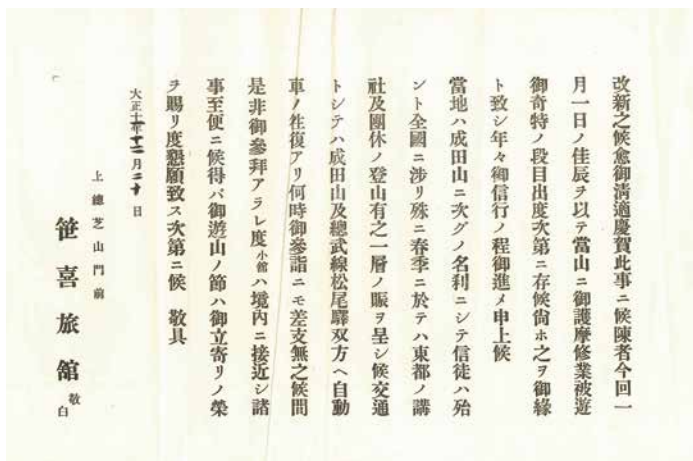 改新之候愈御清適慶賀此事ニ候陳者今回一
月一日ノ佳辰ヲ以テ當山ニ御護摩修業被遊
御奇特ノ段目出度次第ニ存候尙ホ之ヲ御緣
ト致シ年々御信行ノ程御進メ申上候
當地ハ成田山ニ次グノ名利ニシテ信徒ハ殆
ント全國ニ涉リ殊ニ春季ニ於テハ東都ノ講
社及團休ノ登山有之一層ノ賑ヲ呈シ候交通
トシテハ成田山及總武線松尾驛双方ヘ自動
車ノ往復アリ何時御參詣ニモ差支無之候間
是非御參拜アラレ度小舘ハ境內ニ接近シ諸
事至便ニ候得バ御遊山ノ節ハ御立寄リノ榮
ヲ賜リ度懇願致ス次第ニ候 敬具
大正十一年十二月二十日
上總芝山門前
笹喜旅舘 敬白